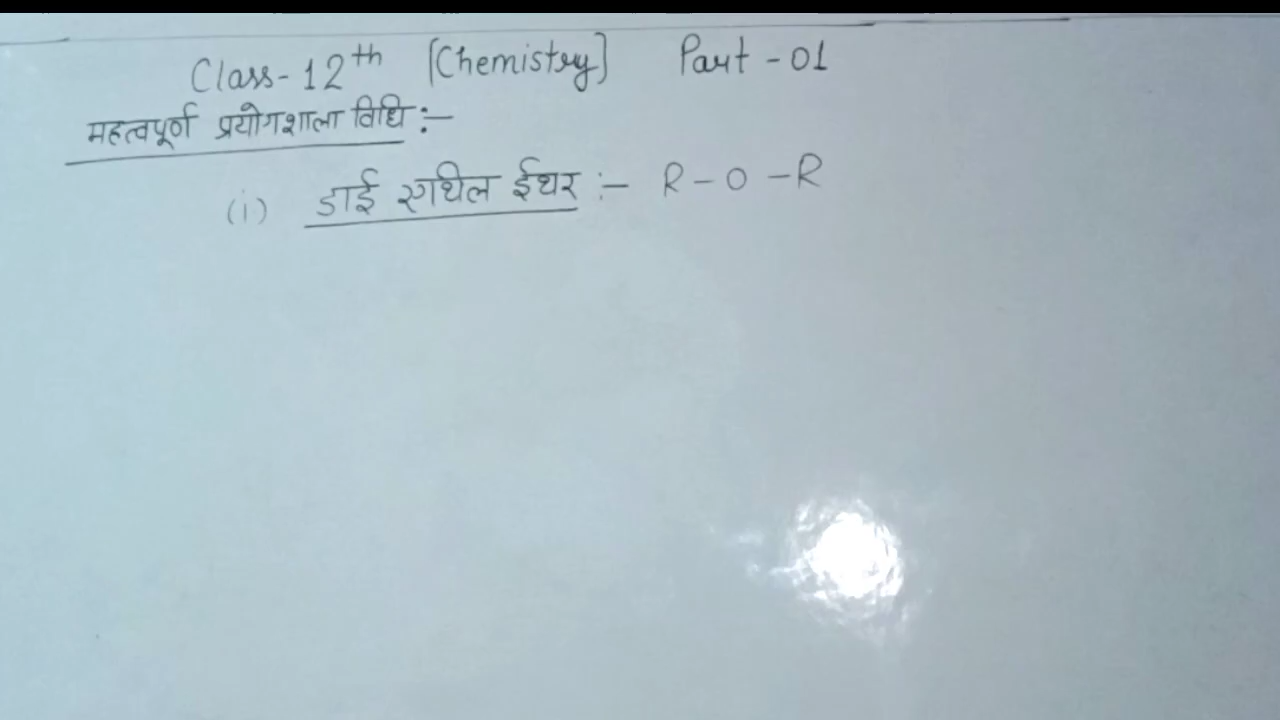 Class-12th [Chemistry] Part-01
महत्वपूर्ण प्रयोगशाला विधि :-
(i) डाई एथिल ईथर :- R-O-R